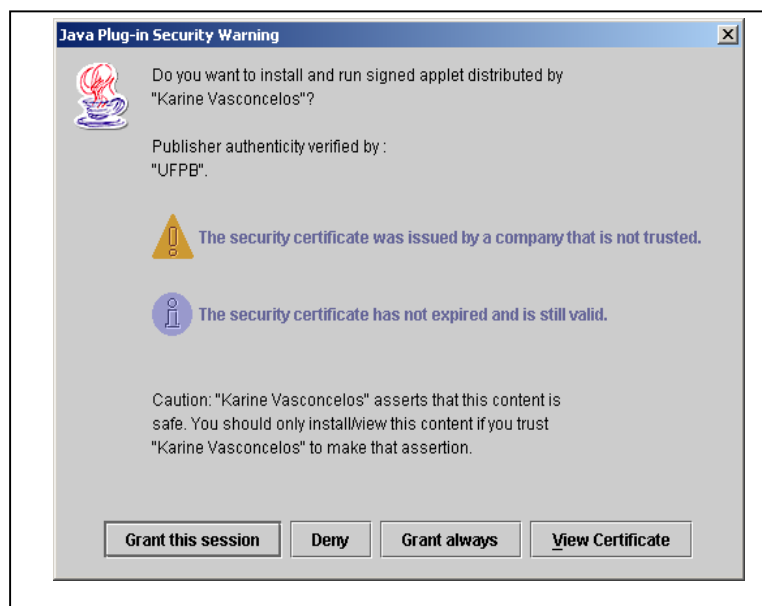 Java Plug-in Security Warning
Do you want to install and run signed applet distributed by
"Karine Vasconcelos"?
Publisher authenticity verified by :
"UFPB".
The security certificate was issued by a company that is not trusted.
The security certificate has not expired and is still valid.
Caution: "Karine Vasconcelos" asserts that this content is
safe. You should only install/view this content if you trust
"Karine Vasconcelos" to make that assertion.
Grant this session Deny Grant always View Certificate